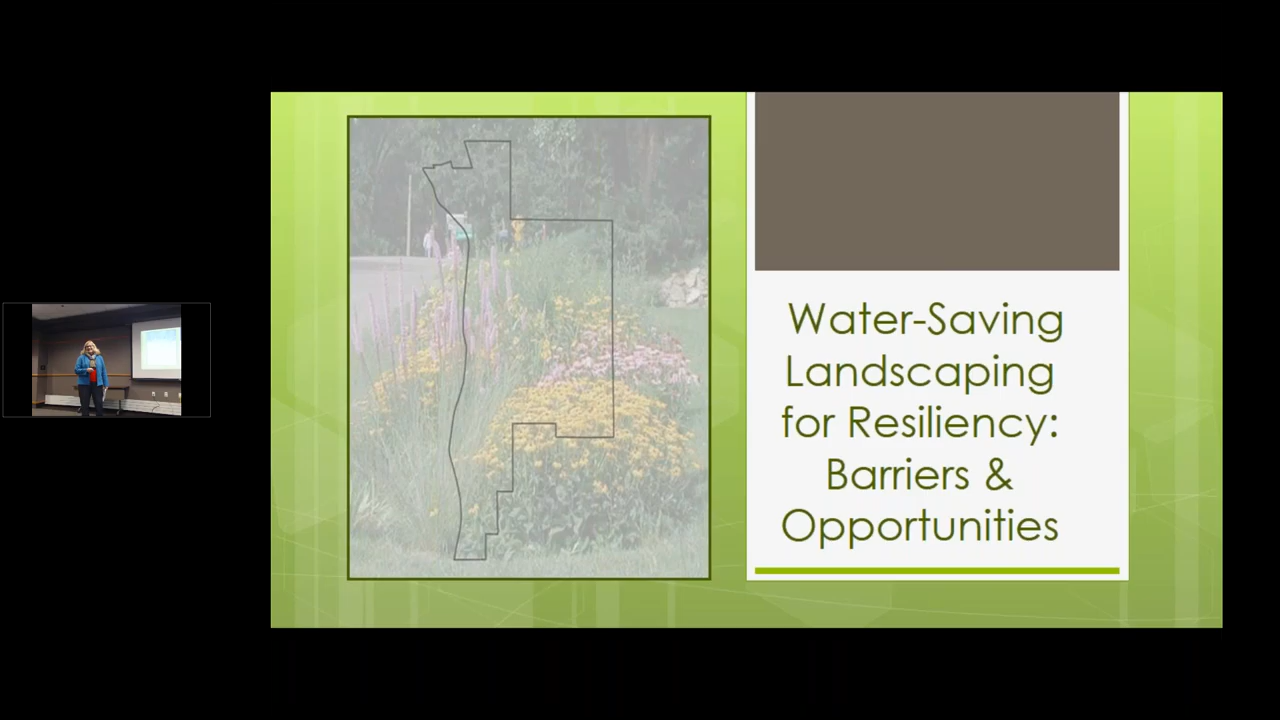 Water-Saving
Landscaping
for Resiliency:
Barriers &
Opportunities